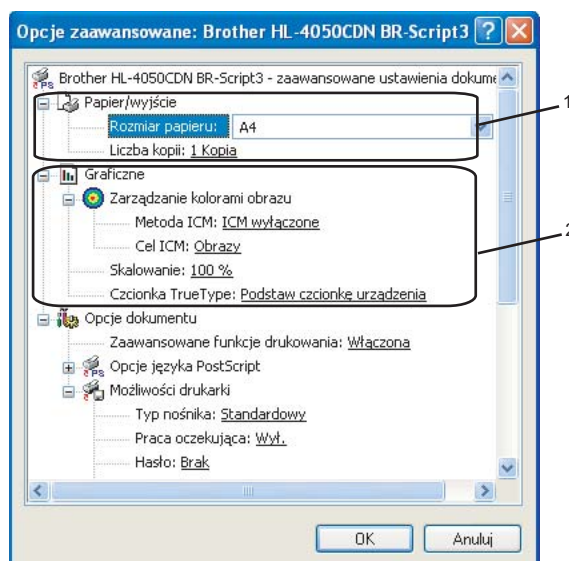 Opcje zaawansowane: Brother HL-4050CDN BR-Script3
Brother HL-4050CDN BR-Script3 - zaawansowane ustawienia
Papier/wyjście
Rozmiar papieru: A4
Liczba kopii: 1 Kopia
1
Graficzne
Zarządzanie kolorami obrazu
Metoda ICM: ICM wyłączone
Cel ICM: Obrazy
Skalowanie: 100 %
Czcionka TrueType: Podstaw czcionkę urządzenia
2
Opcje dokumentu
Zaawansowane funkcje drukowania: Włączona
Opcje języka PostScript
Możliwości drukarki
Typ nośnika: Standardowy
Praca oczekująca: Wył.
Hasło: Brak
OK Anuluj